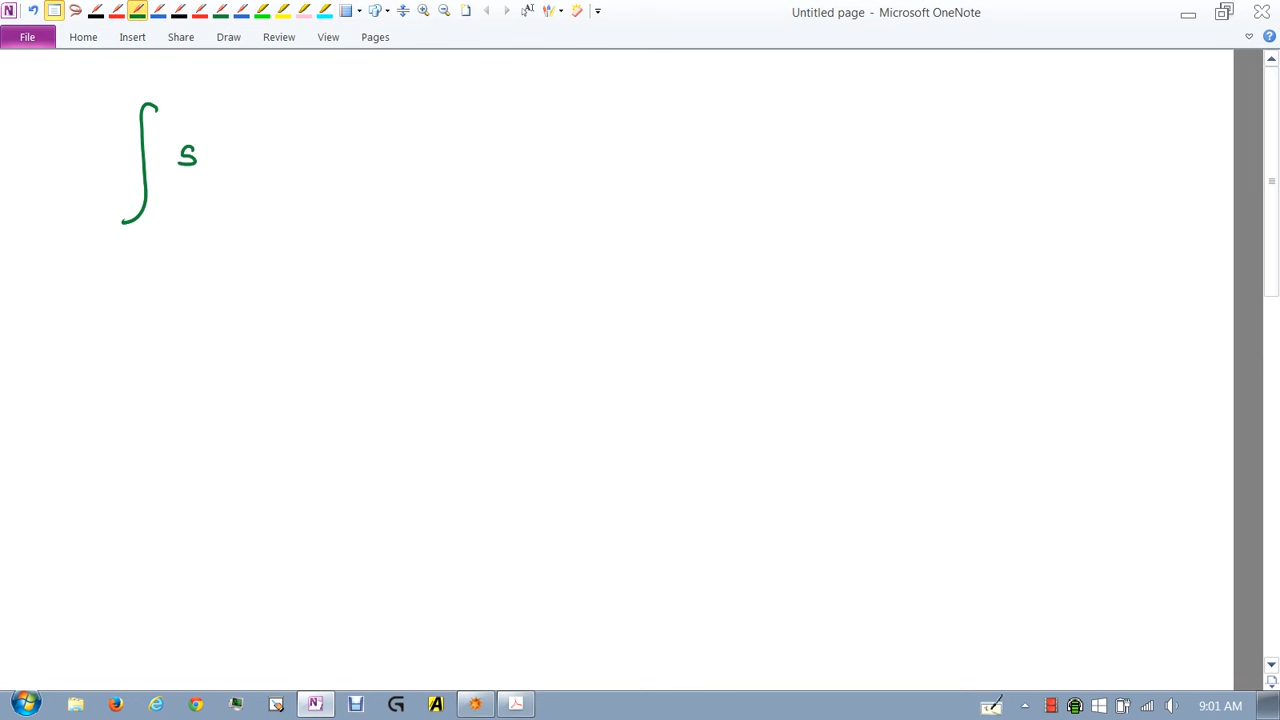 Untitled page - Microsoft OneNote
File Home Insert Share Draw Review View Pages
∫ s
9:01 AM